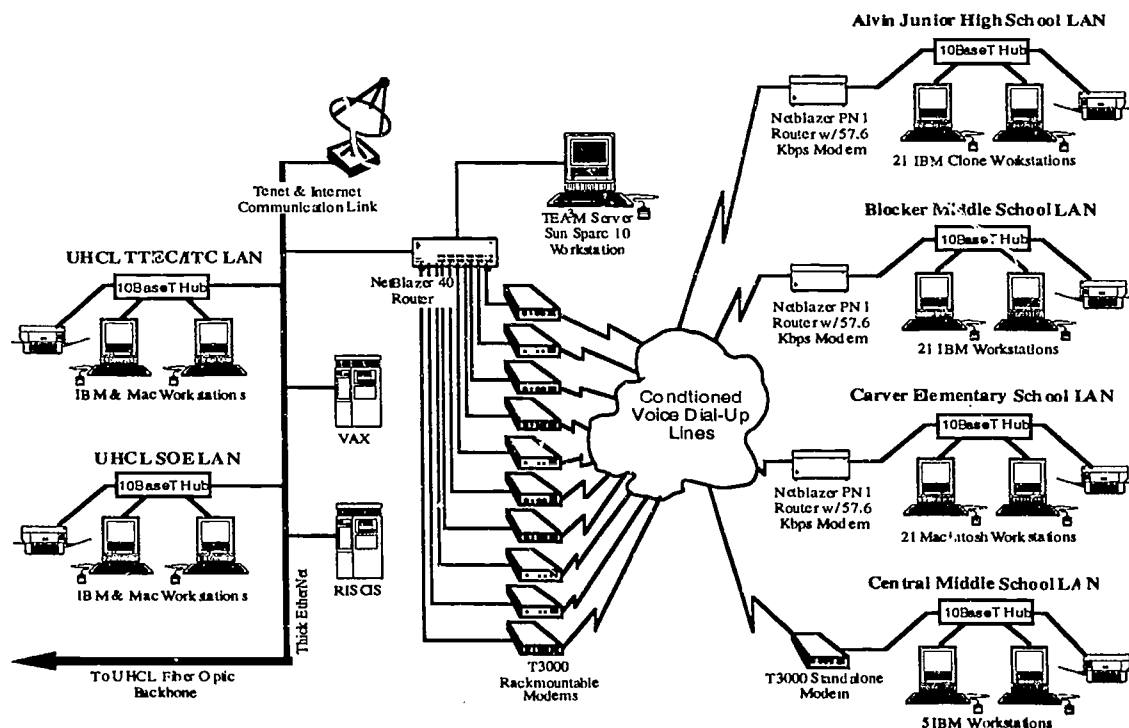 Alvin Junior High School LAN
10BaseT Hub
Netblazer PN1
Router w/57.6
Kbps Modem
21 IBM Clone Workstations
Tenet & Internet
Communication Link
TEAM Server
3
Sun Sparc 10
Workstation
Blocker Middle School LAN
10BaseT Hub
Netblazer PN1
Router w/57.6
Kbps Modem
21 IBM Workstations
UHCL TTEC/ITC LAN
10BaseT Hub
IBM & Mac Workstations
NetBlazer 40
Router
VAX
Condtioned
Voice Dial-Up
Lines
Carver Elementary School LAN
10BaseT Hub
Netblazer PN1
Router w/57.6
Kbps Modem
21 Macintosh Workstations
UHCL SOE LAN
10BaseT Hub
IBM & Mac Workstations
RISCIS
Thick EtherNet
To UHCL Fiber Optic
Backbone
T3000
Rackmountable
Modems
Central Middle School LAN
10BaseT Hub
T3000 Standalone
Modem
5 IBM Workstations